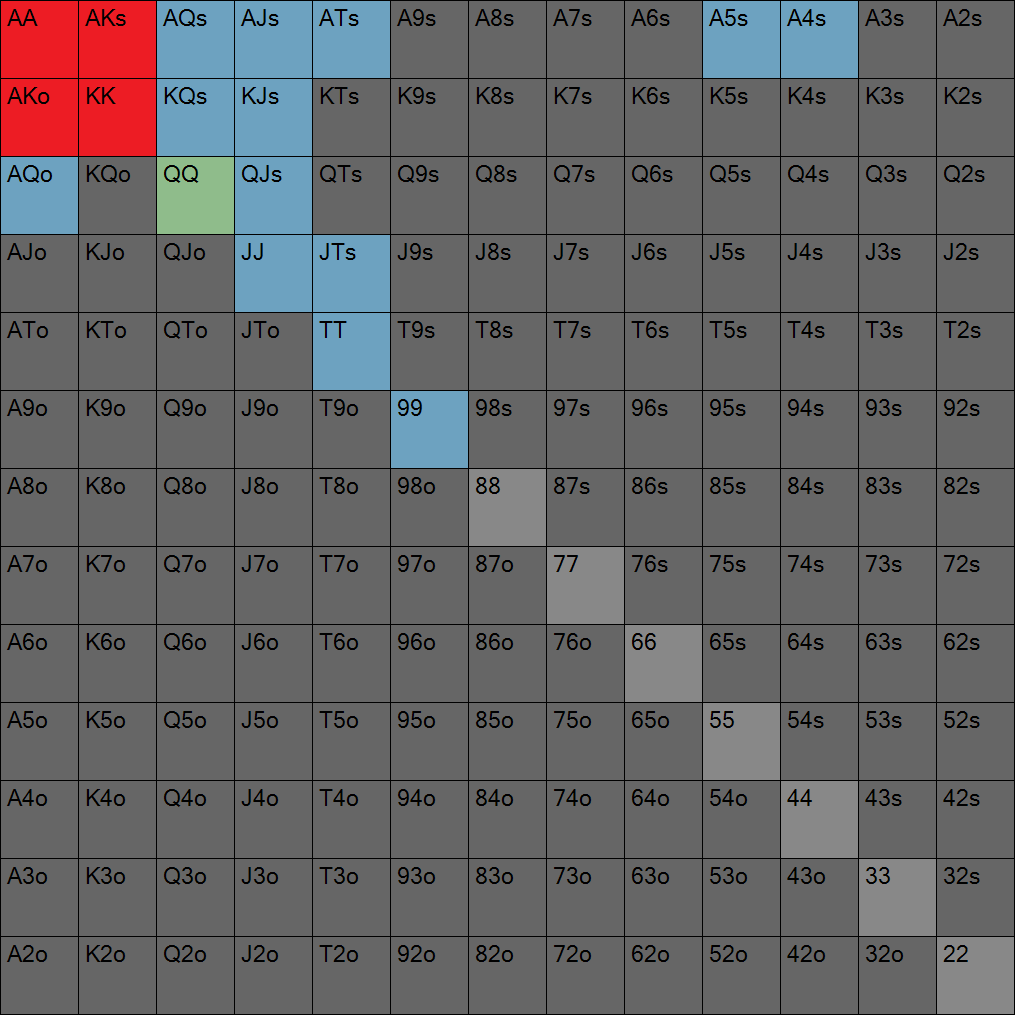 AA AKs AQs AJs ATs A9s A8s A7s A6s A5s A4s A3s A2s
AKo KK KQs KJs KTs K9s K8s K7s K6s K5s K4s K3s K2s
AQo KQo QQ QJs QTs Q9s Q8s Q7s Q6s Q5s Q4s Q3s Q2s
AJo KJo QJo JJ JTs J9s J8s J7s J6s J5s J4s J3s J2s
ATo KTo QTo JTo TT T9s T8s T7s T6s T5s T4s T3s T2s
A9o K9o Q9o J9o T9o 99 98s 97s 96s 95s 94s 93s 92s
A8o K8o Q8o J8o T8o 98o 88 87s 86s 85s 84s 83s 82s
A7o K7o Q7o J7o T7o 97o 87o 77 76s 75s 74s 73s 72s
A6o K6o Q6o J6o T6o 96o 86o 76o 66 65s 64s 63s 62s
A5o K5o Q5o J5o T5o 95o 85o 75o 65o 55 54s 53s 52s
A4o K4o Q4o J4o T4o 94o 84o 74o 64o 54o 44 43s 42s
A3o K3o Q3o J3o T3o 93o 83o 73o 63o 53o 43o 33 32s
A2o K2o Q2o J2o T2o 92o 82o 72o 62o 52o 42o 32o 22